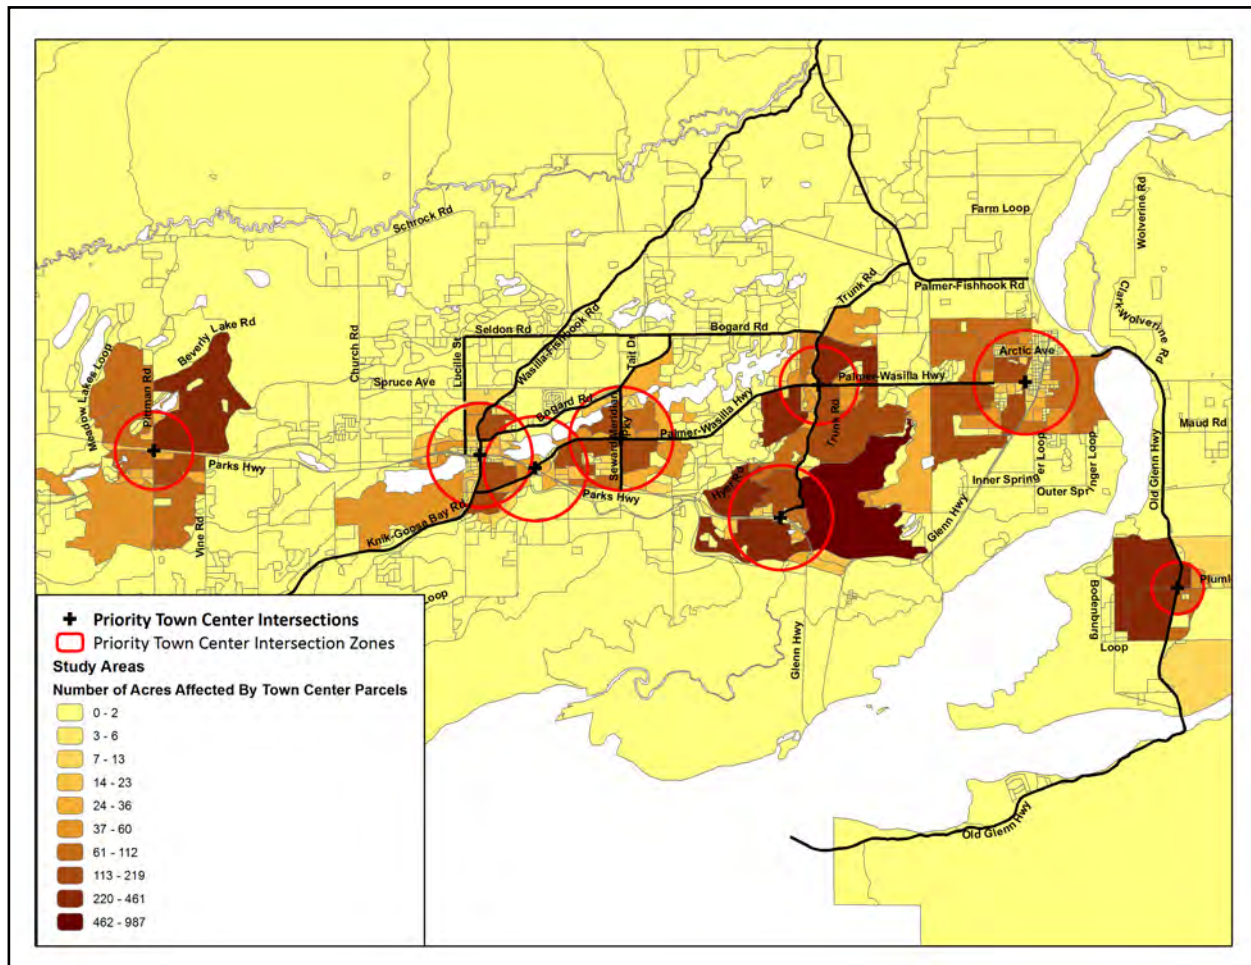 Schrock Rd
Farm Loop
Wolverine Rd
Clark-Wolverine Rd
Trunk Rd
Palmer-Fishhook Rd
Meadow Lakes Loop
Beverly Lake Rd
Pittman Rd
Church Rd
Seldon Rd
Lucille St
Wasilla-Fishhook Rd
Tait Dr
Bogard Rd
Arctic Ave
Spruce Ave
Palmer-Wasilla Hwy
Bogard Rd
Seward Meridian Pky
Palmer-Wasilla Hwy
Trunk Rd
Maud Rd
Parks Hwy
Hyer Rd
Parks Hwy
Inner Spring
er Loop
Outer Spr
nger Loop
Old Glenn Hwy
Knik-Goose Bay Rd
Vine Rd
Glenn Hwy
Pluml
Bodenburg
Loop
Loop
Glenn Hwy
Old Glenn Hwy
Priority Town Center Intersections
Priority Town Center Intersection Zones
Study Areas
Number of Acres Affected By Town Center Parcels
0 - 2
3 - 6
7 - 13
14 - 23
24 - 36
37 - 60
61 - 112
113 - 219
220 - 461
462 - 987